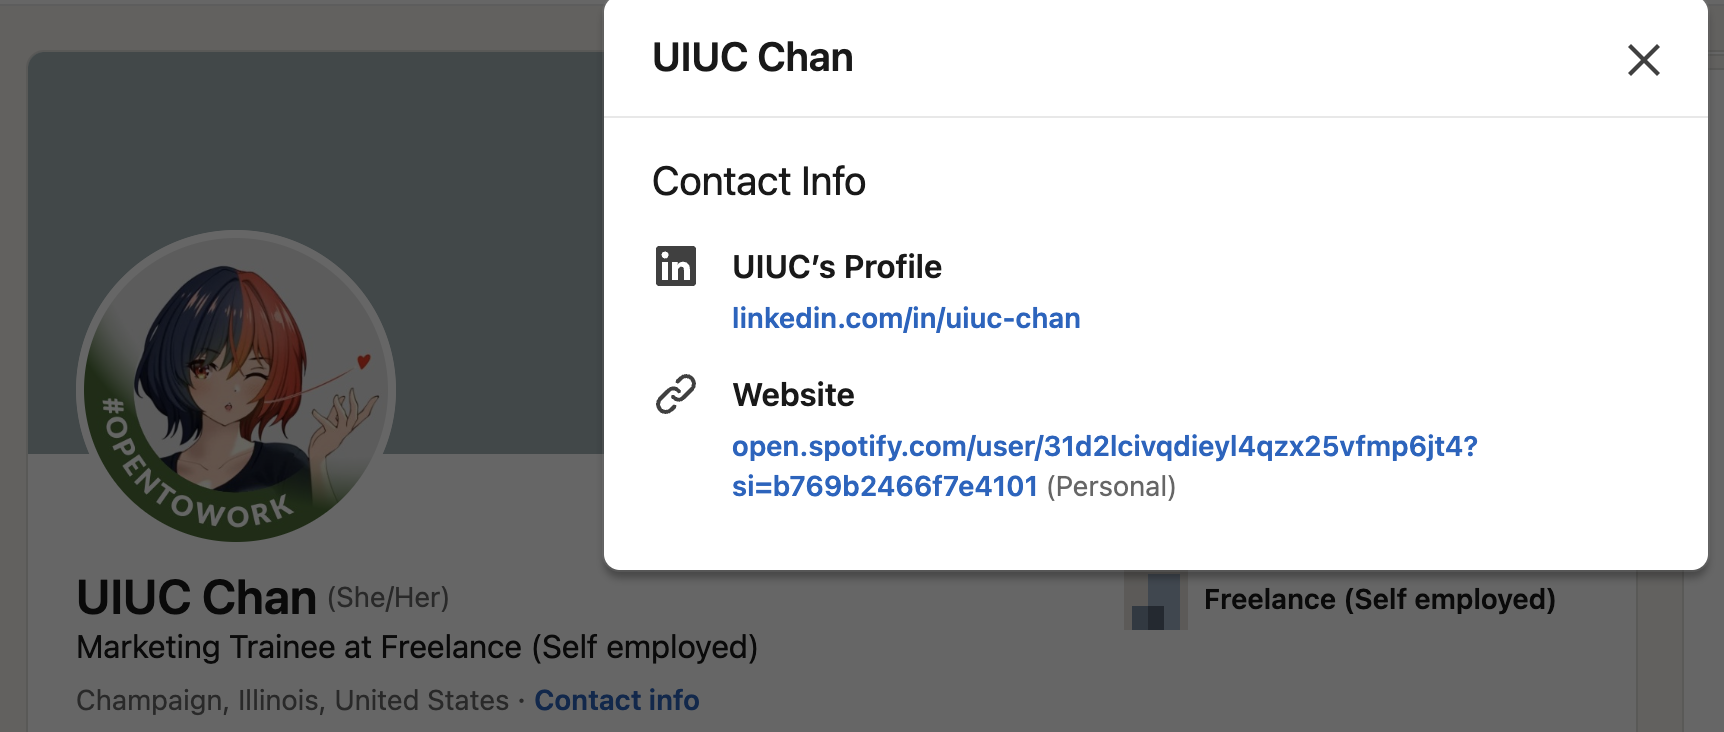 UIUC Chan
Contact Info
in
UIUC's Profile
linkedin.com/in/uiuc-chan
Website
open.spotify.com/user/31d2lcivqdieyl4qzx25vfmp6jt4?
si=b769b2466f7e4101 (Personal)
#OPENTOWORK
UIUC Chan (She/Her)
Marketing Trainee at Freelance (Self employed)
Champaign, Illinois, United States · Contact info
Freelance (Self employed)